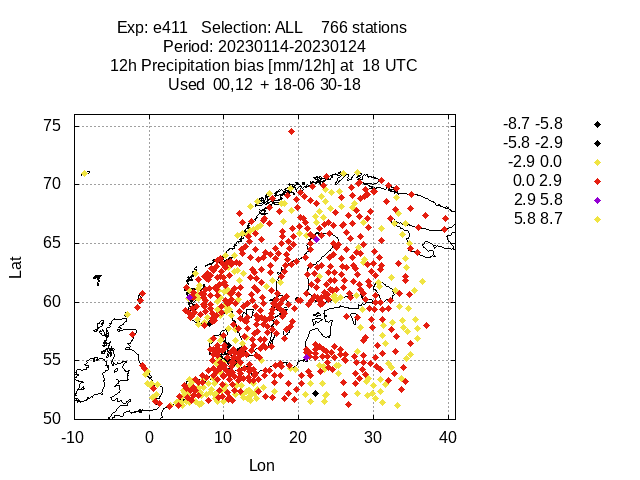 Exp: e411   Selection: ALL    766 stations
Period: 20230114-20230124
12h Precipitation bias [mm/12h] at  18 UTC
Used  00,12  + 18-06 30-18
-8.7 -5.8
-5.8 -2.9
-2.9 0.0
0.0 2.9
2.9 5.8
5.8 8.7
75
70
65
60
55
50
Lat
-10 0 10 20 30 40
Lon